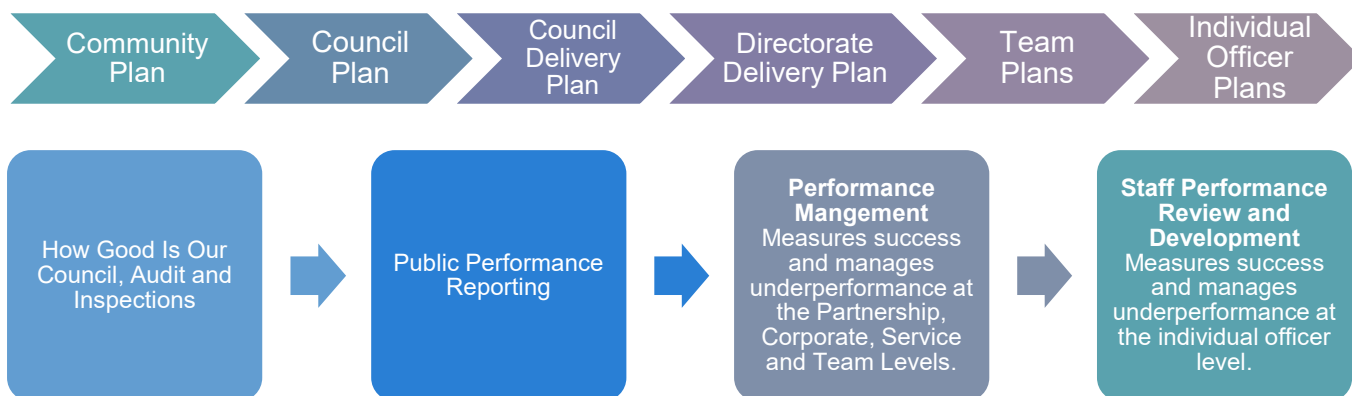 Community
Plan
Council
Plan
Council
Delivery
Plan
Directorate
Delivery Plan
Team
Plans
Individual
Officer
Plans
How Good Is Our
Council, Audit and
Inspections
Public Performance
Reporting
Performance
Mangement
Measures success
and manages
underperformance at
the Partnership,
Corporate, Service
and Team Levels.
Staff Performance
Review and
Development
Measures success
and manages
underperformance at
the individual officer
level.